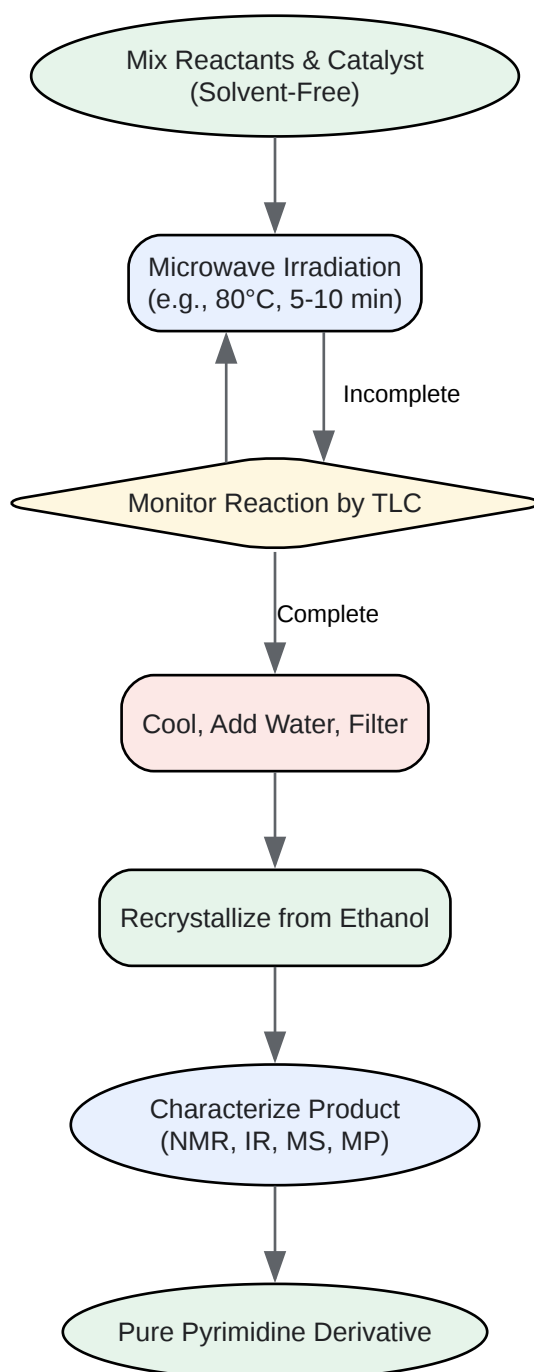 Mix Reactants & Catalyst
(Solvent-Free)
Microwave Irradiation
(e.g., 80°C, 5-10 min)
Incomplete
Monitor Reaction by TLC
Complete
Cool, Add Water, Filter
Recrystallize from Ethanol
Characterize Product
(NMR, IR, MS, MP)
Pure Pyrimidine Derivative